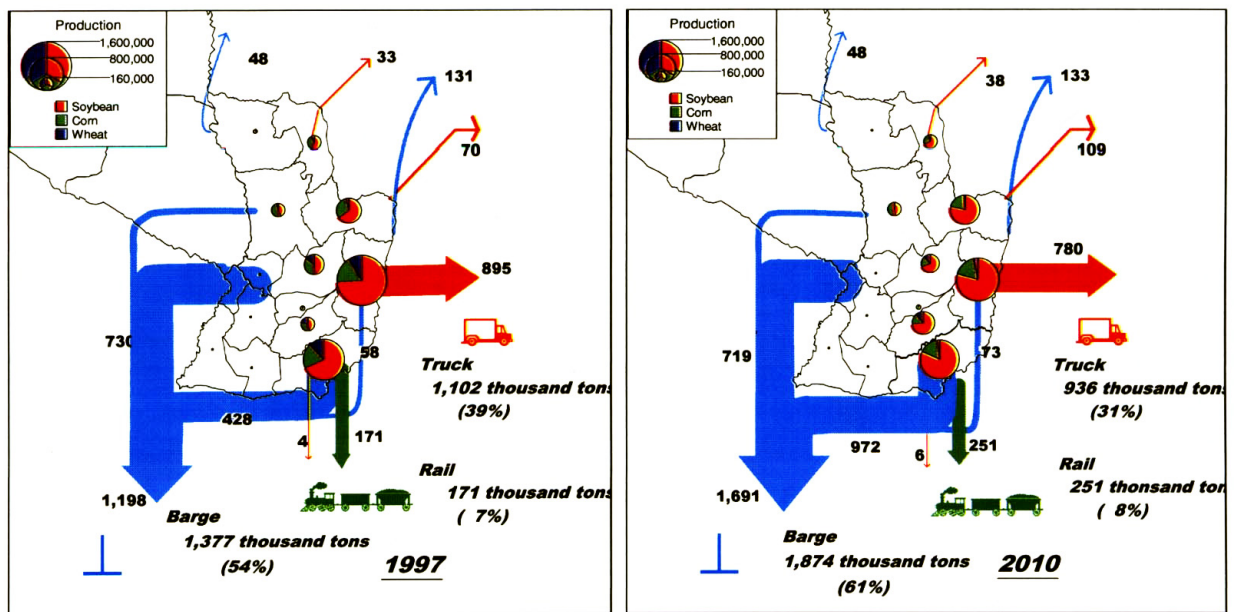 Production
1,600,000
800,000
160,000
Soybean
Corn
Wheat
48
33
131
70
895
730
58
Truck
1,102 thousand tons
(39%)
428
4
171
Rail
171 thousand tons
( 7%)
1,198
Barge
1,377 thousand tons
(54%)
1997
Production
1,600,000
800,000
160,000
Soybean
Corn
Wheat
48
38
133
109
780
719
73
Truck
936 thousand tons
(31%)
972
6
251
Rail
251 thonsand ton
( 8%)
1,691
Barge
1,874 thousand tons
(61%)
2010